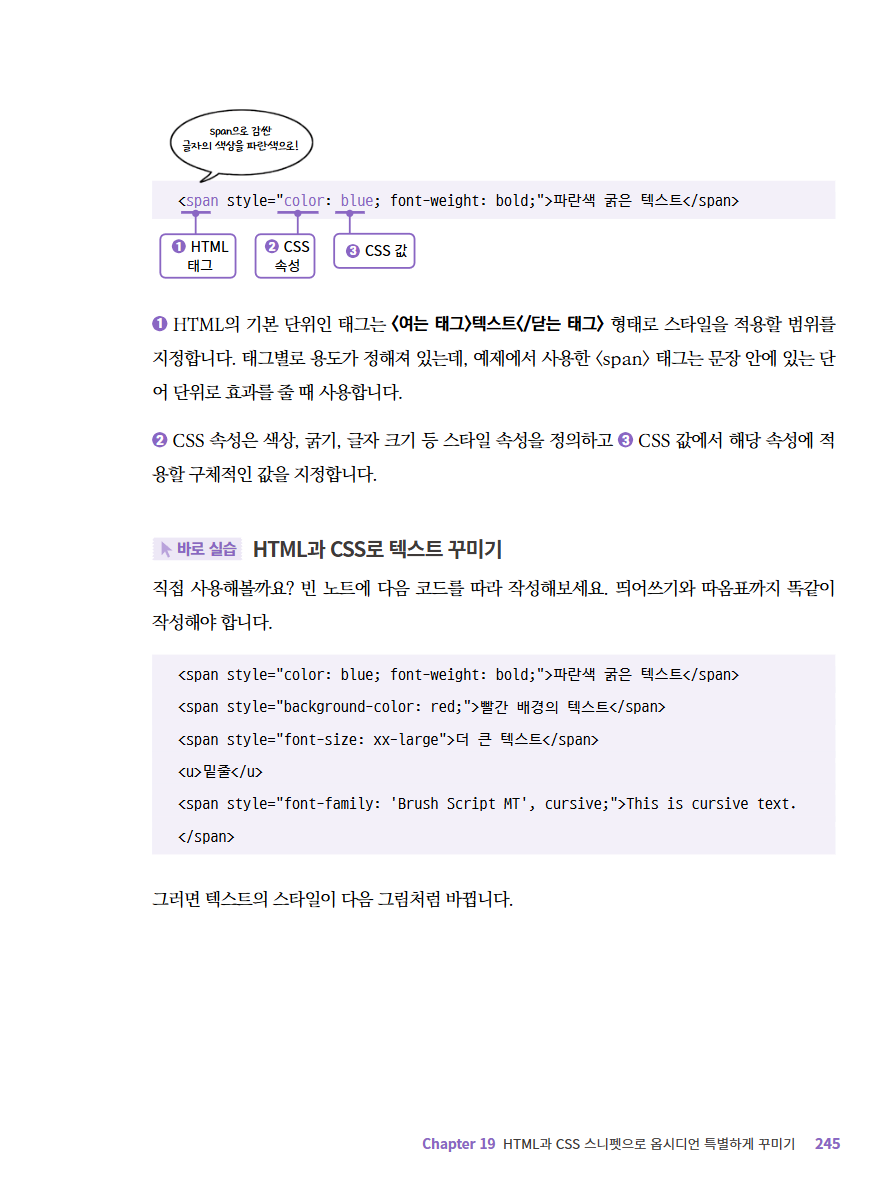 span으로 감싼
글자의 색상을 파란색으로!
<span style="color: blue; font-weight: bold;">파란색 굵은 텍스트</span>
❶ HTML
태그
❷ CSS
속성
❸ CSS 값
❶ HTML의 기본 단위인 태그는 〈여는 태그〉텍스트〈/닫는 태그〉 형태로 스타일을 적용할 범위를
지정합니다. 태그별로 용도가 정해져 있는데, 예제에서 사용한 〈span〉 태그는 문장 안에 있는 단
어 단위로 효과를 줄 때 사용합니다.
❷ CSS 속성은 색상, 굵기, 글자 크기 등 스타일 속성을 정의하고 ❸ CSS 값에서 해당 속성에 적
용할 구체적인 값을 지정합니다.
바로 실습 HTML과 CSS로 텍스트 꾸미기
직접 사용해볼까요? 빈 노트에 다음 코드를 따라 작성해보세요. 띄어쓰기와 따옴표까지 똑같이
작성해야 합니다.
<span style="color: blue; font-weight: bold;">파란색 굵은 텍스트</span>
<span style="background-color: red;">빨간 배경의 텍스트</span>
<span style="font-size: xx-large">더 큰 텍스트</span>
<u>밑줄</u>
<span style="font-family: 'Brush Script MT', cursive;">This is cursive text.
</span>
그러면 텍스트의 스타일이 다음 그림처럼 바뀝니다.
Chapter 19 HTML과 CSS 스니펫으로 옵시디언 특별하게 꾸미기 245